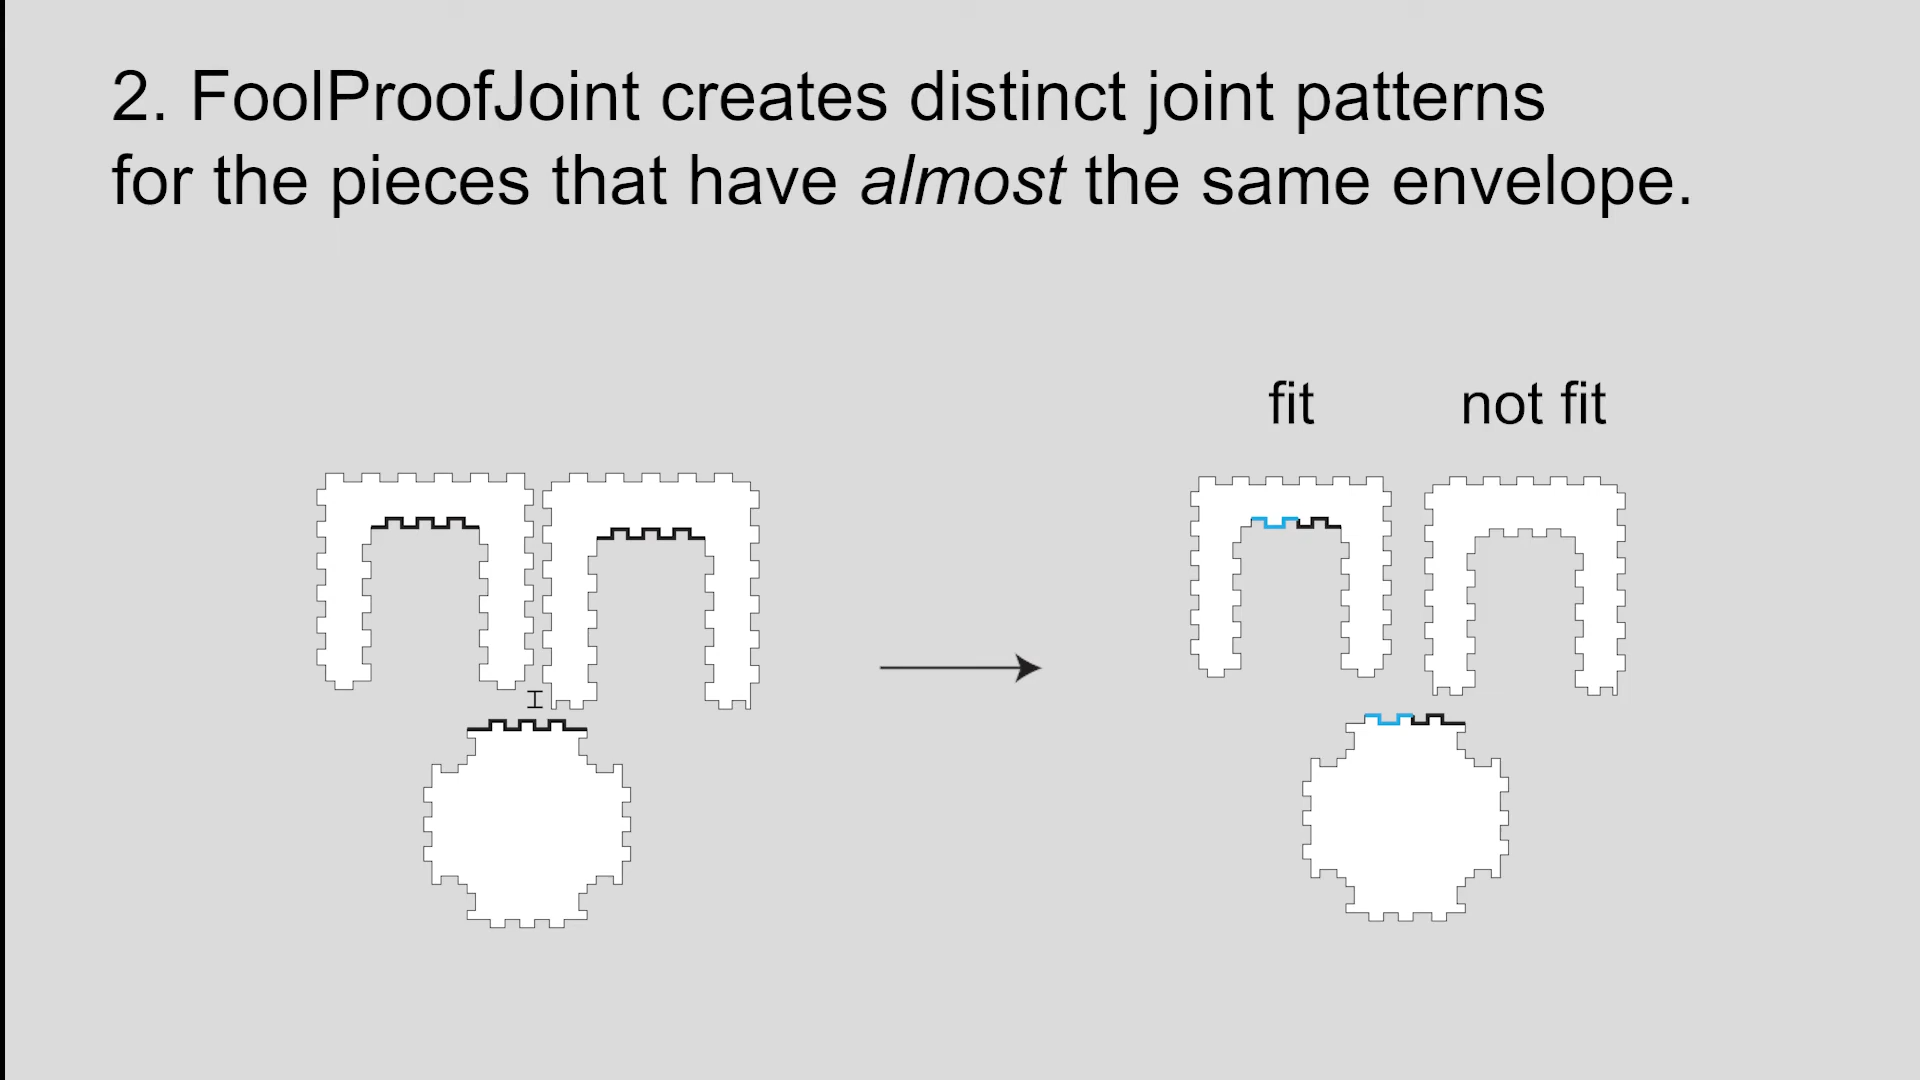 2. FoolProofJoint creates distinct joint patterns
for the pieces that have almost the same envelope.
fit
not fit